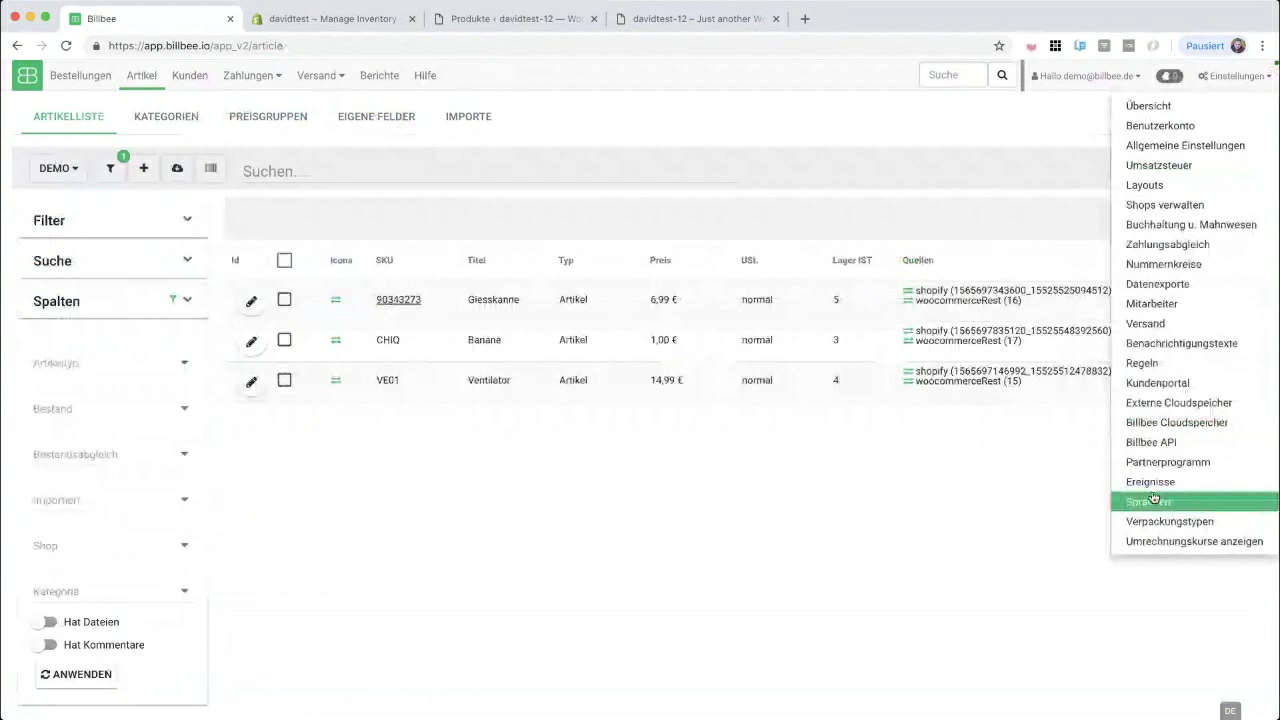 Billbee
davidtest ~ Manage Inventory
Produkte ‹ davidtest-12 — Wo
davidtest-12 – Just another W
https://app.billbee.io/app_v2/article
Pausiert
Bestellungen Artikel Kunden Zahlungen Versand Berichte Hilfe
Suche
Hallo demo@billbee.de
Einstellungen
ARTIKELLISTE KATEGORIEN PREISGRUPPEN EIGENE FELDER IMPORTE
DEMO
1
Suchen....
Filter
Suche
Spalten
Artikeltyp
Bestand
Bestandsabgleich
Importiert
Shop
Kategorie
Hat Dateien
Hat Kommentare
ANWENDEN
Id Icons SKU Titel Typ Preis USt. Lager IST Quellen
90343273 Giesskanne Artikel 6,99 € normal 5 shopify (1565697343600_15525525094512)
woocommerceRest (16)
CHIQ Banane Artikel 1,00 € normal 3 shopify (1565697835120_15525548392560)
woocommerceRest (17)
VE01 Ventilator Artikel 14,99 € normal 4 shopify (1565697146992_15525512478832)
woocommerceRest (15)
Übersicht
Benutzerkonto
Allgemeine Einstellungen
Umsatzsteuer
Layouts
Shops verwalten
Buchhaltung u. Mahnwesen
Zahlungsabgleich
Nummernkreise
Datenexporte
Mitarbeiter
Versand
Benachrichtigungstexte
Regeln
Kundenportal
Externe Cloudspeicher
Billbee Cloudspeicher
Billbee API
Partnerprogramm
Ereignisse
Sprachen
Verpackungstypen
Umrechnungskurse anzeigen
DE